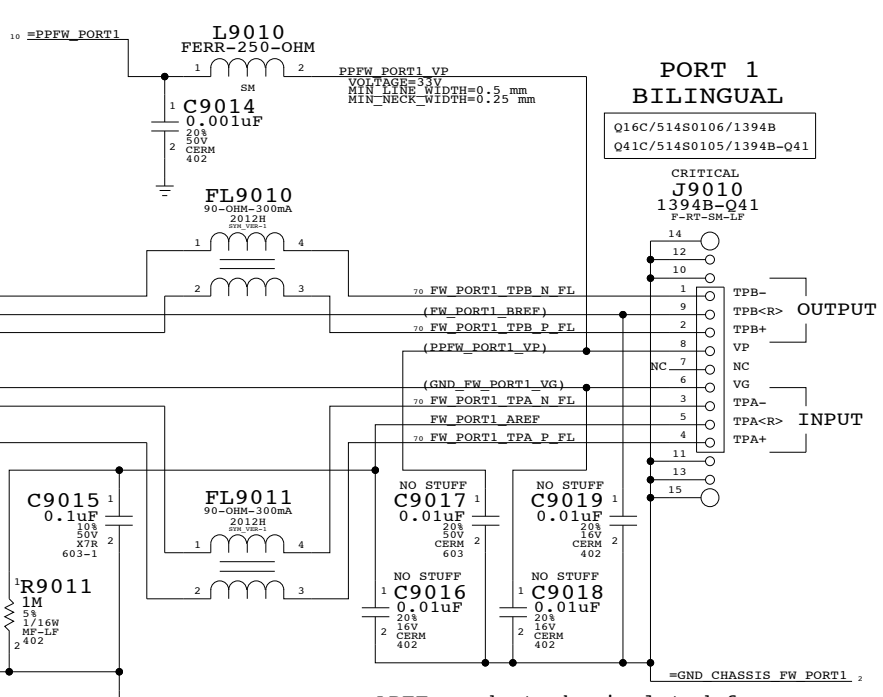 10 =PPFW_PORT1
L9010
FERR-250-OHM
1 2
SM
PPFW_PORT1_VP
VOLTAGE=33V
MIN_LINE_WIDTH=0.5 mm
MIN_NECK_WIDTH=0.25 mm
1 C9014
0.001uF
20%
50V
2 CERM
402
PORT 1
BILINGUAL
Q16C/514S0106/1394B
Q41C/514S0105/1394B-Q41
CRITICAL
J9010
1394B-Q41
F-RT-SM-LF
FL9010
90-OHM-300mA
2012H
SYM_VER-1
1 4
2 3
14
12
10
70 FW_PORT1_TPB_N_FL 1 TPB-
(FW_PORT1_BREF) 9 TPB<R>
OUTPUT
70 FW_PORT1_TPB_P_FL 2 TPB+
(PPFW_PORT1_VP) 8 VP
NC 7 NC
(GND_FW_PORT1_VG) 6 VG
70 FW_PORT1_TPA_N_FL 3 TPA-
FW_PORT1_AREF 5 TPA<R>
INPUT
70 FW_PORT1_TPA_P_FL 4 TPA+
11
13
15
C9015 1
0.1uF
10%
50V
X7R 2
603-1
FL9011
90-OHM-300mA
2012H
SYM_VER-1
1 4
2 3
NO STUFF
C9017 1
0.01uF
20%
50V
CERM 2
603
NO STUFF
C9019 1
0.01uF
20%
16V
CERM 2
402
1 R9011
1M
5%
1/16W
MF-LF
2 402
NO STUFF
1 C9016
0.01uF
20%
16V
2 CERM
402
NO STUFF
1 C9018
0.01uF
20%
16V
2 CERM
402
=GND_CHASSIS_FW_PORT1 2